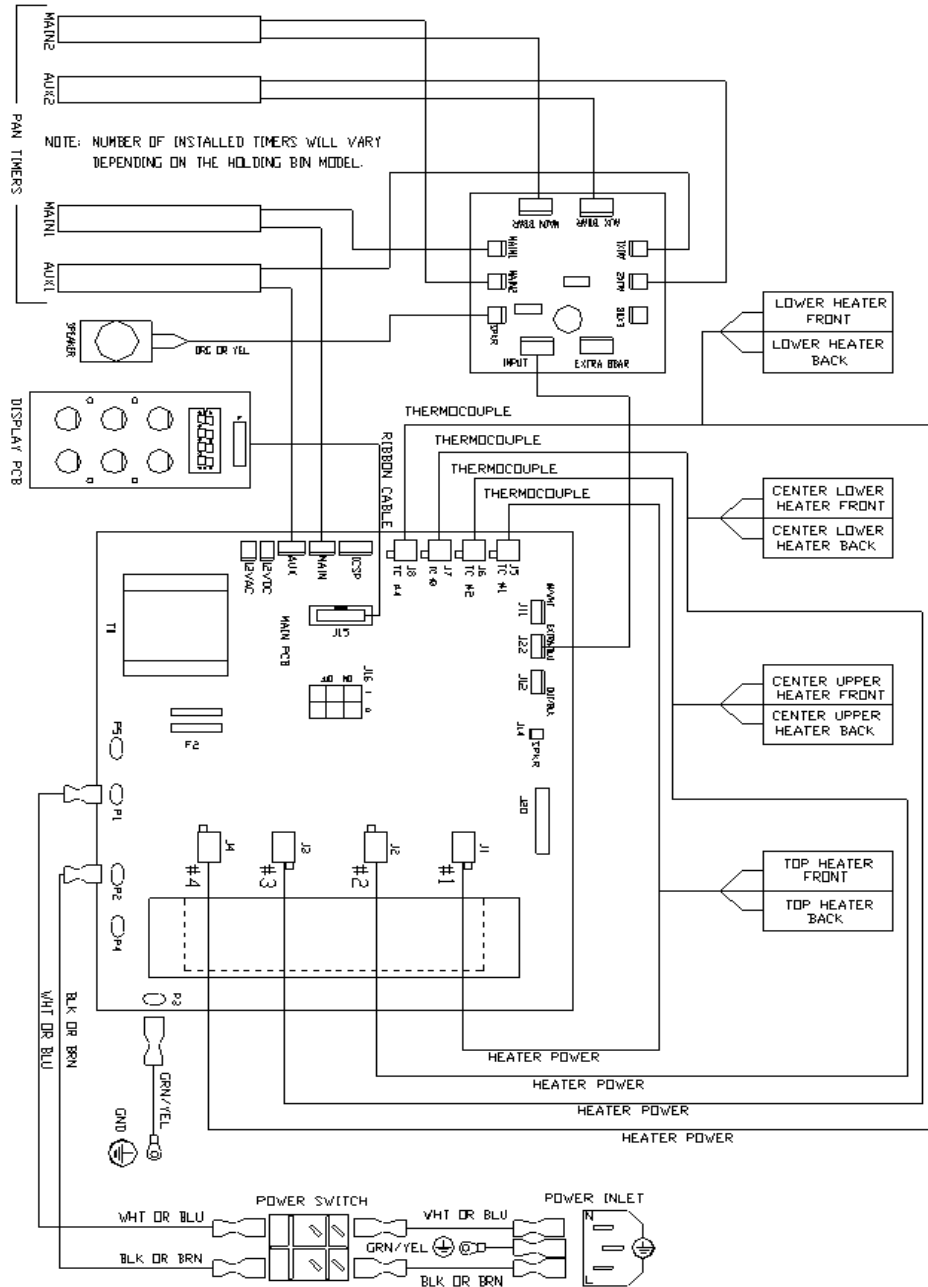 MAIN2
AUX2
PAN TIMERS
NOTE: NUMBER OF INSTALLED TIMERS WILL VARY
DEPENDING ON THE HOLDING BIN MODEL.
MAIN1
AUX1
SPEAKER
ORG OR YEL
DISPLAY PCB
MAIN BBAR
AUX BBAR
MAIN1
AUX1
MAIN2
AUX2
SPKR
INPUT
EXTRA BBAR
LOWER HEATER
FRONT
LOWER HEATER
BACK
THERMOCOUPLE
THERMOCOUPLE
THERMOCOUPLE
THERMOCOUPLE
RIBBON CABLE
CENTER LOWER
HEATER FRONT
CENTER LOWER
HEATER BACK
12VAC
12VDC
AUX
MAIN
ICSP
J8
TC #4
J7
TC #3
J6
TC #2
J5
TC #1
T1
MAIN PCB
J15
J11
J22
J12
J16
ON
OFF
CENTER UPPER
HEATER FRONT
CENTER UPPER
HEATER BACK
F2
P5
J14
SPKR
P1
J20
J4
#4
J3
#3
J2
#2
J1
#1
TOP HEATER
FRONT
TOP HEATER
BACK
P2
P4
P3
WHT OR BLU
BLK OR BRN
HEATER POWER
HEATER POWER
HEATER POWER
HEATER POWER
GRN/YEL
GND
POWER SWITCH
POWER INLET
WHT OR BLU
WHT OR BLU
N
GRN/YEL
BLK OR BRN
BLK OR BRN
L